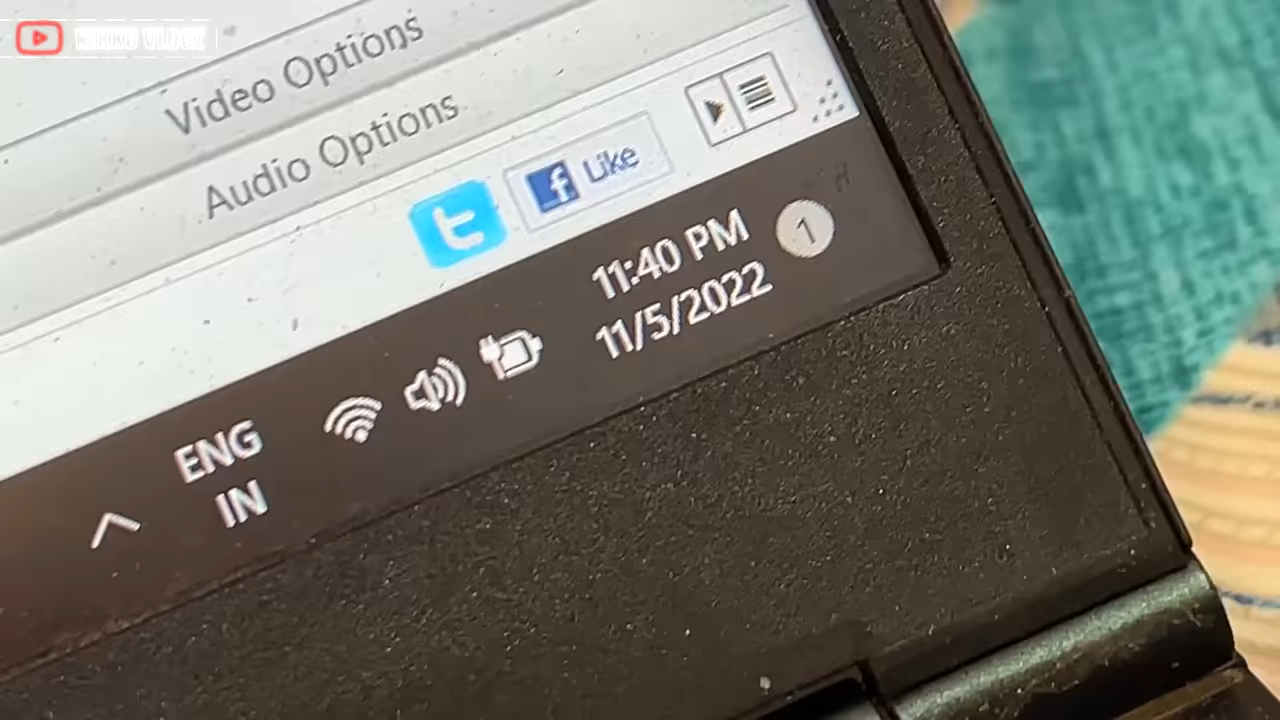 Video Options
Audio Options
Like
11:40 PM
11/5/2022
1
ENG
IN